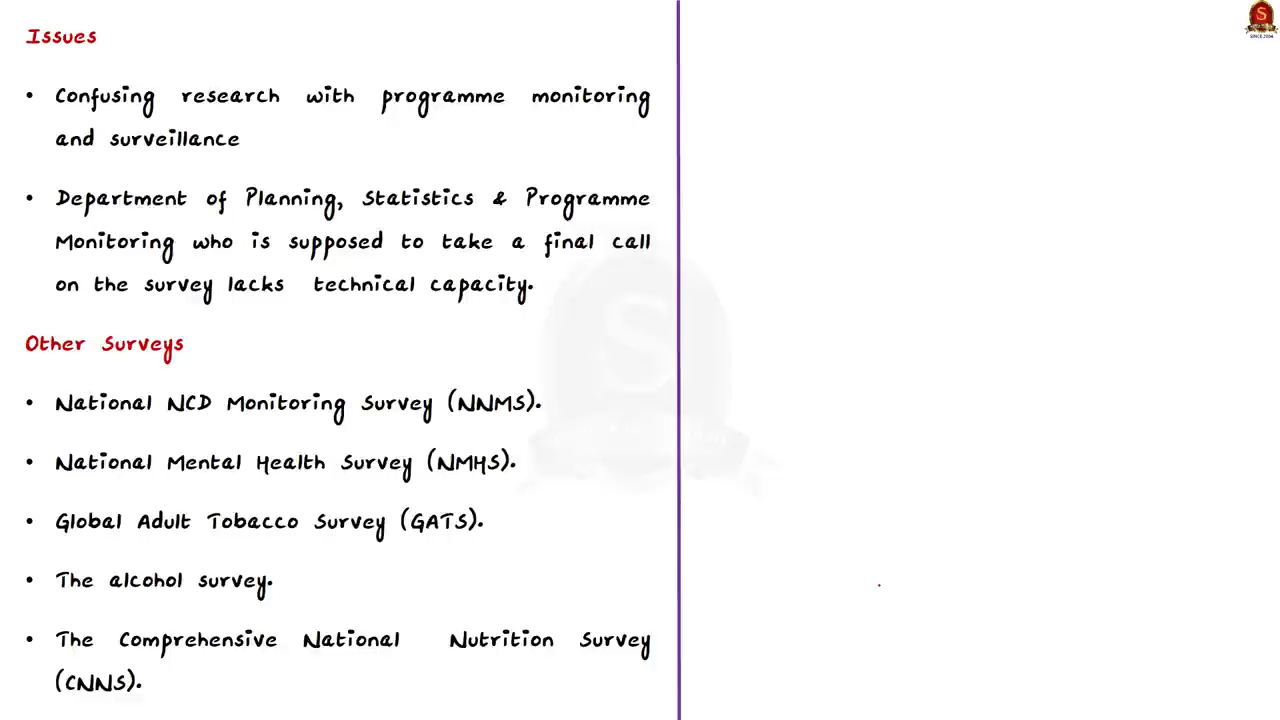 Issues
• Confusing research with programme monitoring
and surveillance
• Department of Planning, Statistics & Programme
Monitoring who is supposed to take a final call
on the survey lacks technical capacity.
Other Surveys
• National NCD Monitoring Survey (NNMS).
• National Mental Health Survey (NMHS).
• Global Adult Tobacco Survey (GATS).
• The alcohol survey.
• The Comprehensive National Nutrition Survey
(CNNS).
S
SINCE 2004
S